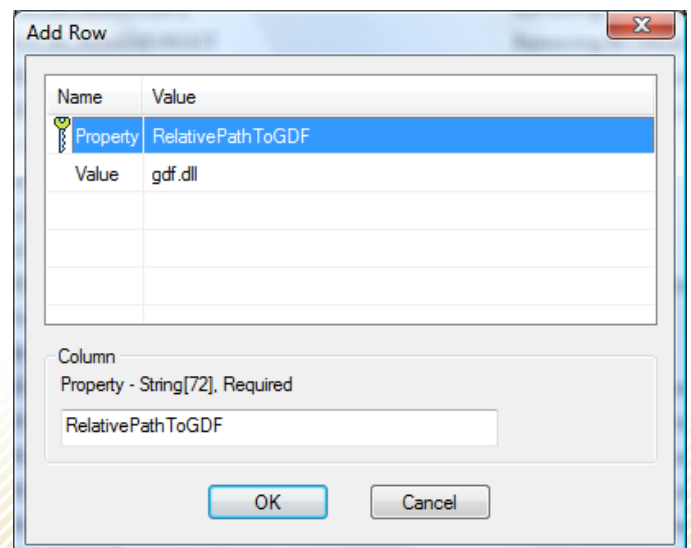 Add Row
Name Value
Property RelativePathToGDF
Value gdf.dll
Column
Property - String[72], Required
RelativePathToGDF
OK Cancel